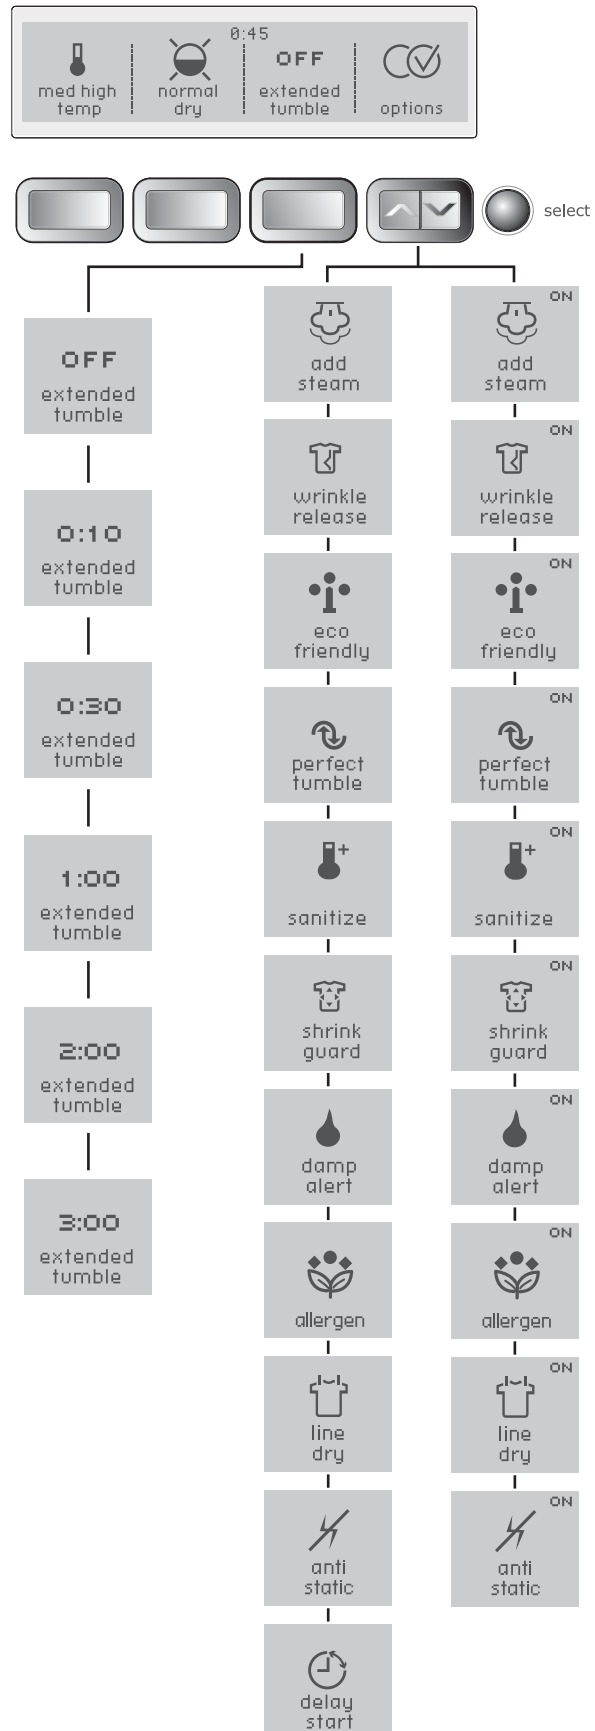 0:45
med high
temp
normal
dry
OFF
extended
tumble
options
select
OFF
extended
tumble
0:10
extended
tumble
0:30
extended
tumble
1:00
extended
tumble
2:00
extended
tumble
3:00
extended
tumble
add
steam
wrinkle
release
eco
friendly
perfect
tumble
sanitize
shrink
guard
damp
alert
allergen
line
dry
anti
static
delay
start
ON
add
steam
ON
wrinkle
release
ON
eco
friendly
ON
perfect
tumble
ON
sanitize
ON
shrink
guard
ON
damp
alert
ON
allergen
ON
line
dry
ON
anti
static